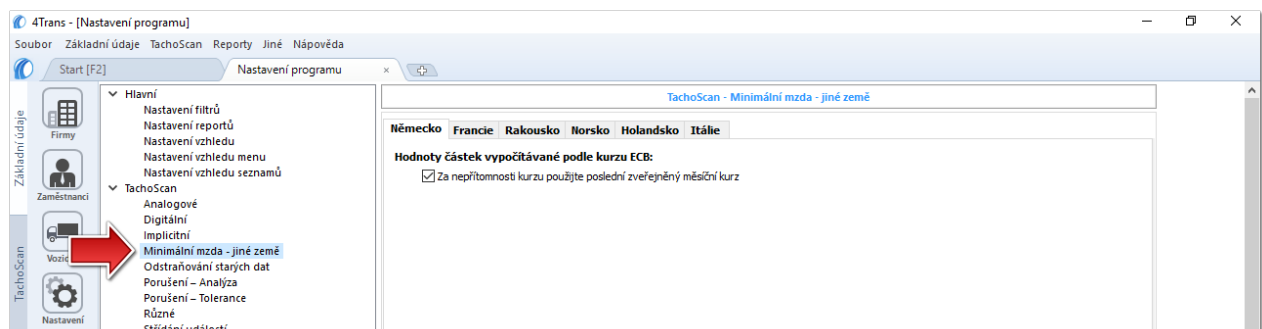 4Trans - [Nastavení programu]
Soubor Základní údaje TachoScan Reporty Jiné Nápověda
Start [F2]
Nastavení programu
Základní údaje
TachoScan
Firmy
Zaměstnanci
Nastavení
Hlavní
Nastavení filtrů
Nastavení reportů
Nastavení vzhledu
Nastavení vzhledu menu
Nastavení vzhledu seznamů
TachoScan
Analogové
Digitální
Implicitní
Minimální mzda - jiné země
Odstraňování starých dat
Porušení – Analýza
Porušení – Tolerance
Různé
TachoScan - Minimální mzda - jiné země
Německo Francie Rakousko Norsko Holandsko Itálie
Hodnoty částek vypočítávané podle kurzu ECB:
Za nepřítomnosti kurzu použijte poslední zveřejněný měsíční kurz